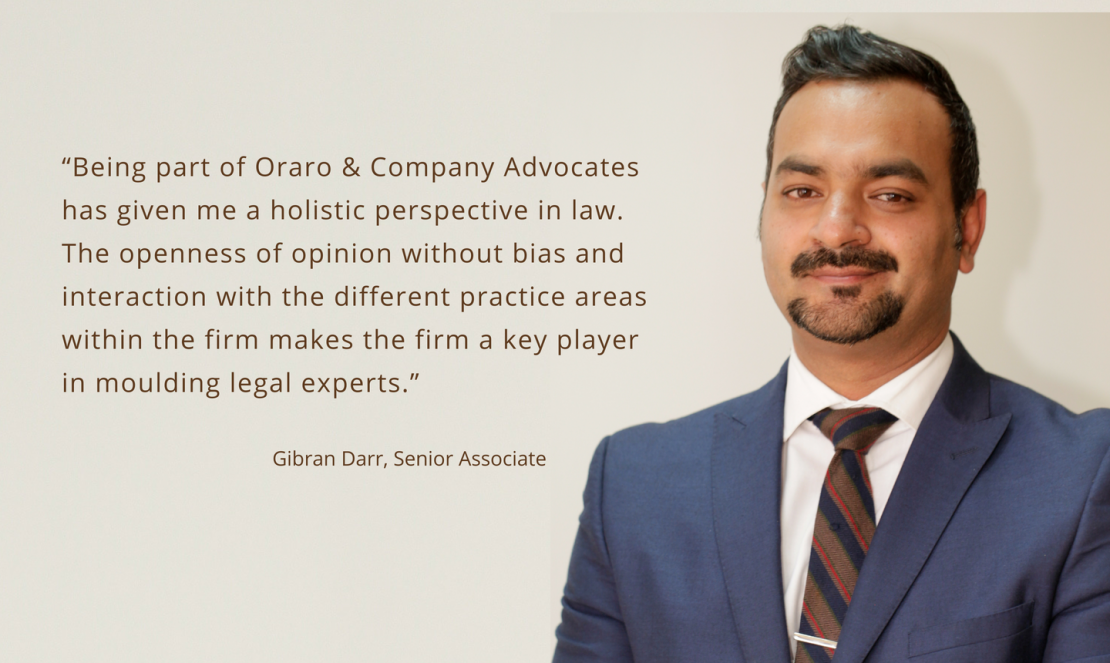 “Being part of Oraro & Company Advocates
has given me a holistic perspective in law.
The openness of opinion without bias and
interaction with the different practice areas
within the firm makes the firm a key player
in moulding legal experts.”
Gibran Darr, Senior Associate